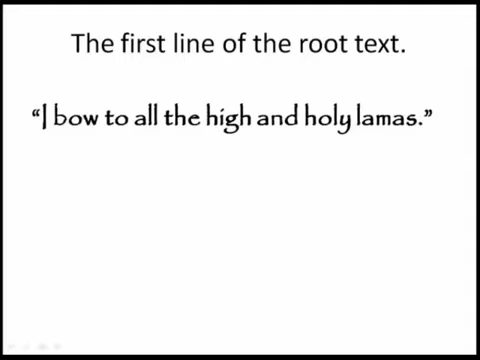 The first line of the root text.
“I bow to all the high and holy lamas.”